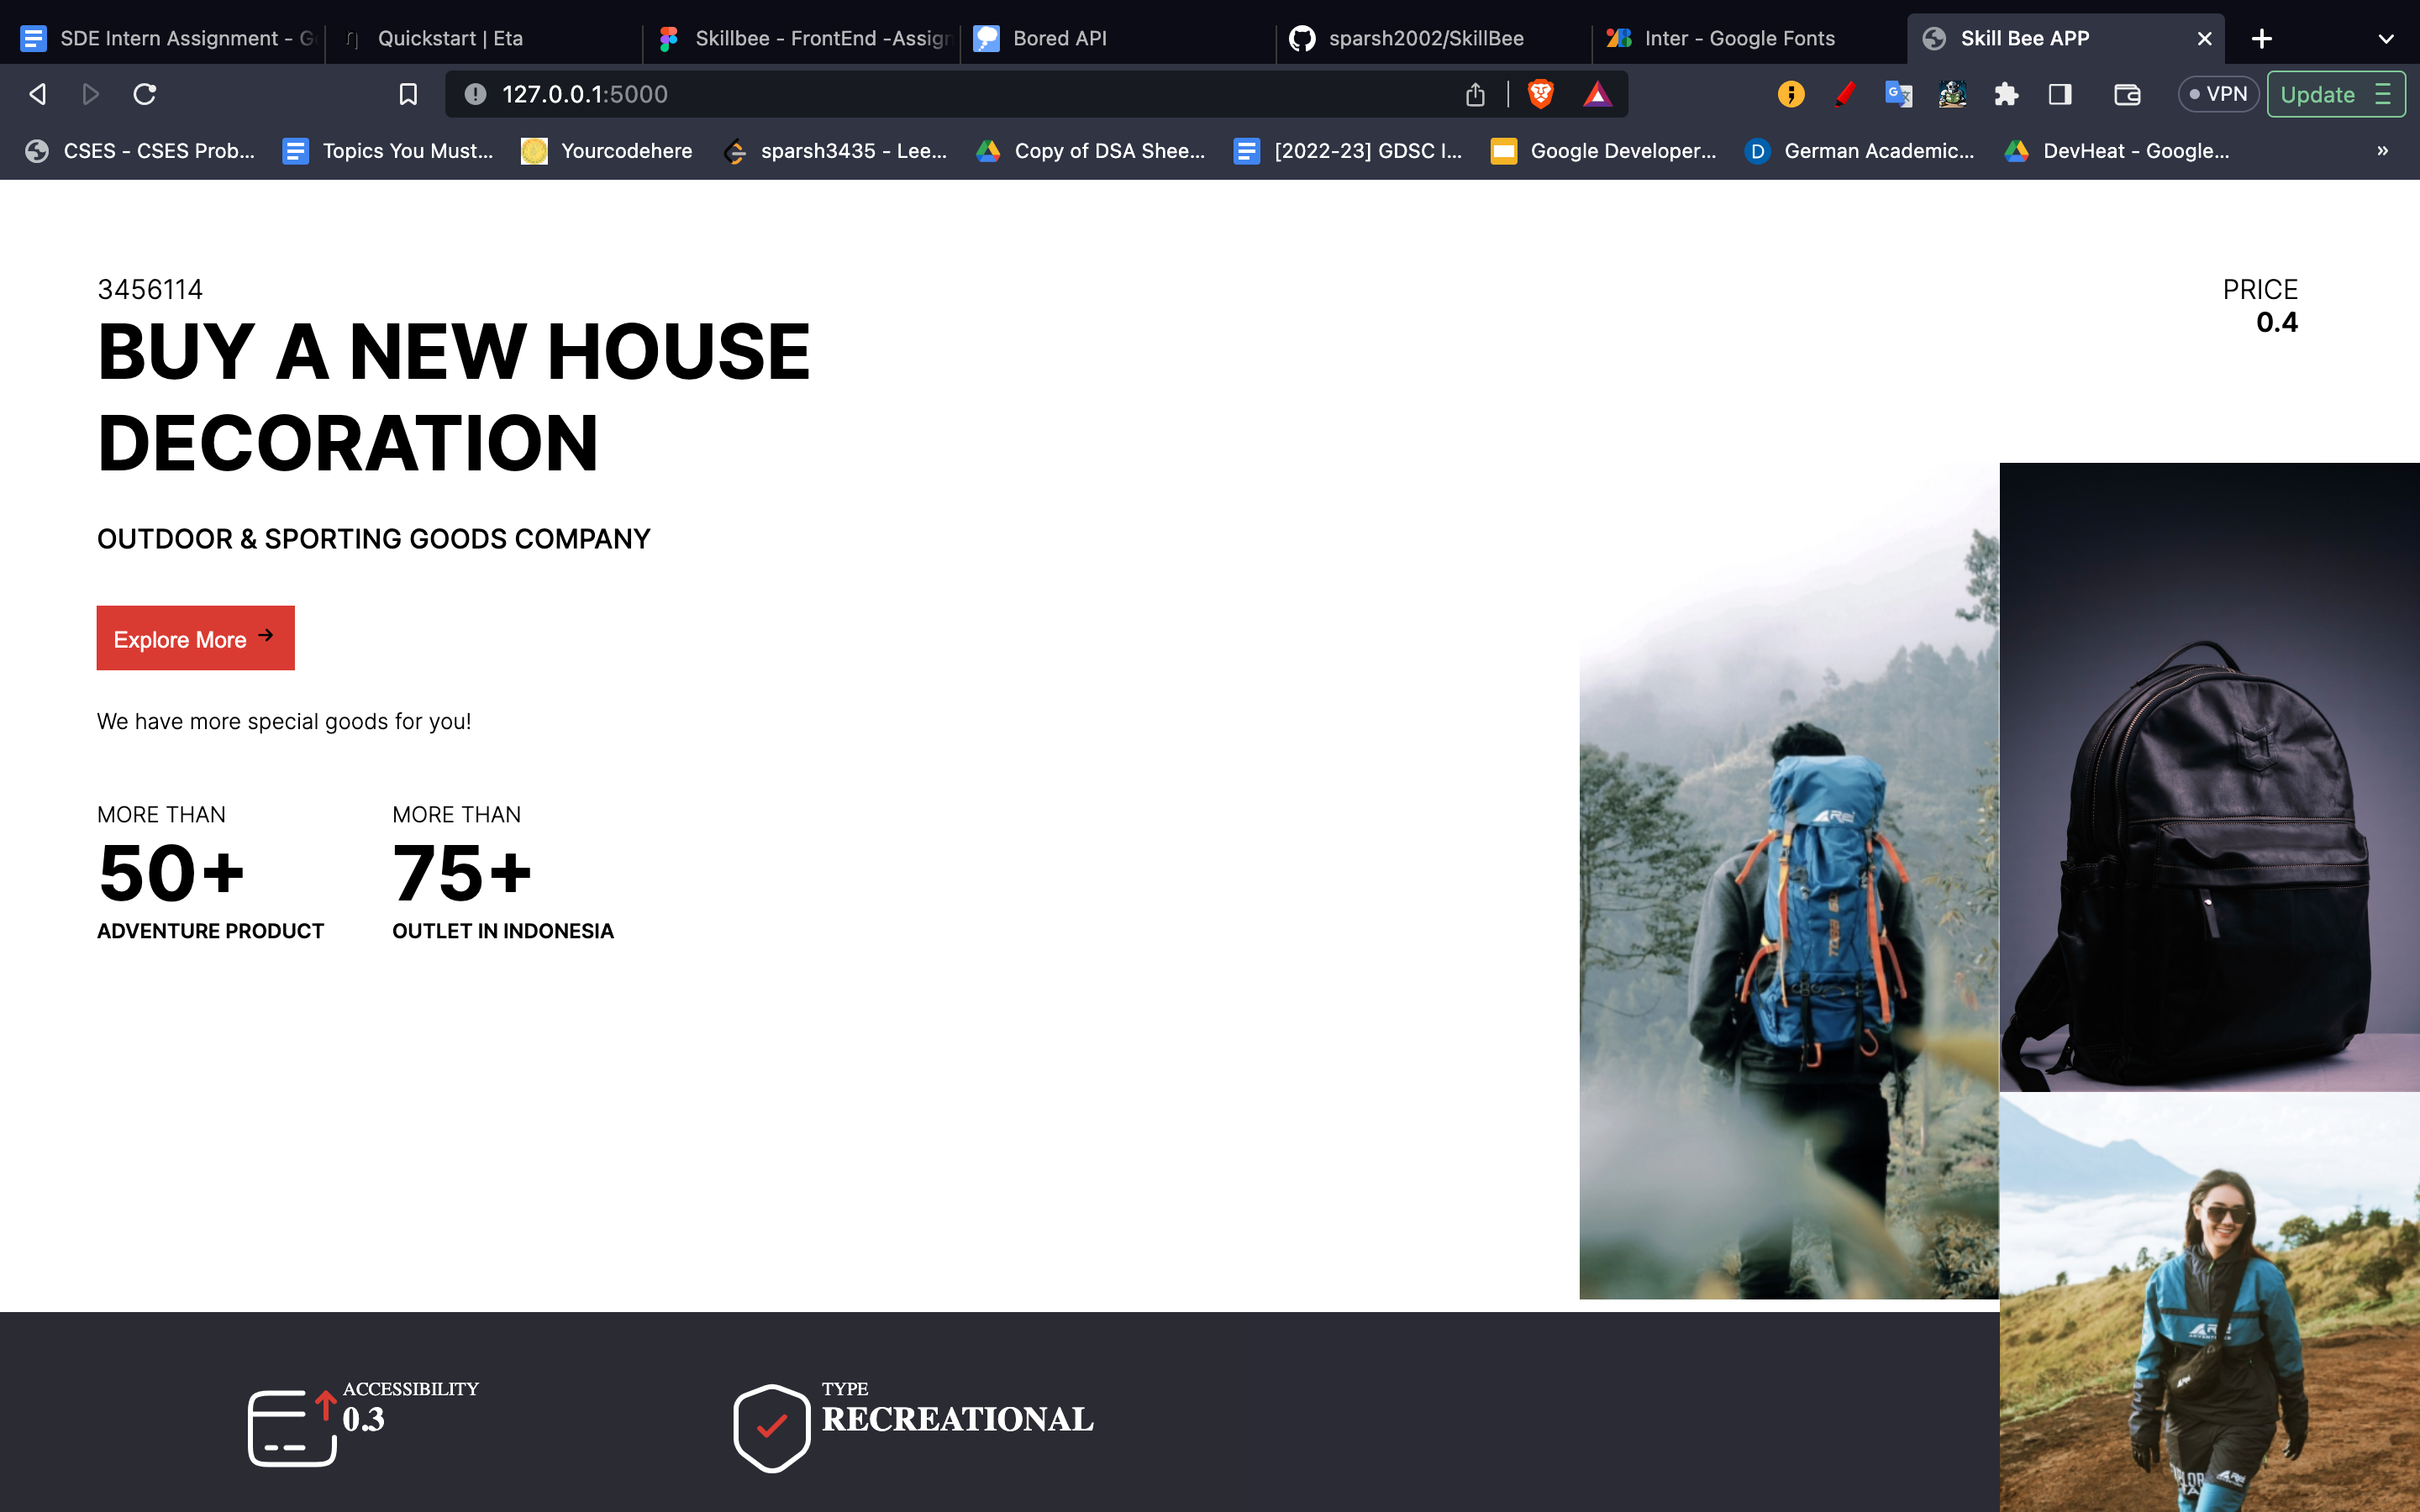 SDE Intern Assignment - G
Quickstart | Eta
Skillbee - FrontEnd -Assign
Bored API
sparsh2002/SkillBee
Inter - Google Fonts
Skill Bee APP
127.0.0.1:5000
VPN
Update
CSES - CSES Prob...
Topics You Must...
Yourcodehere
sparsh3435 - Lee...
Copy of DSA Shee...
[2022-23] GDSC I...
Google Developer...
D
German Academic...
DevHeat - Google...
»
3456114
BUY A NEW HOUSE
DECORATION
PRICE
0.4
OUTDOOR & SPORTING GOODS COMPANY
Explore More →
We have more special goods for you!
MORE THAN
50+
ADVENTURE PRODUCT
MORE THAN
75+
OUTLET IN INDONESIA
ACCESSIBILITY
0.3
TYPE
RECREATIONAL